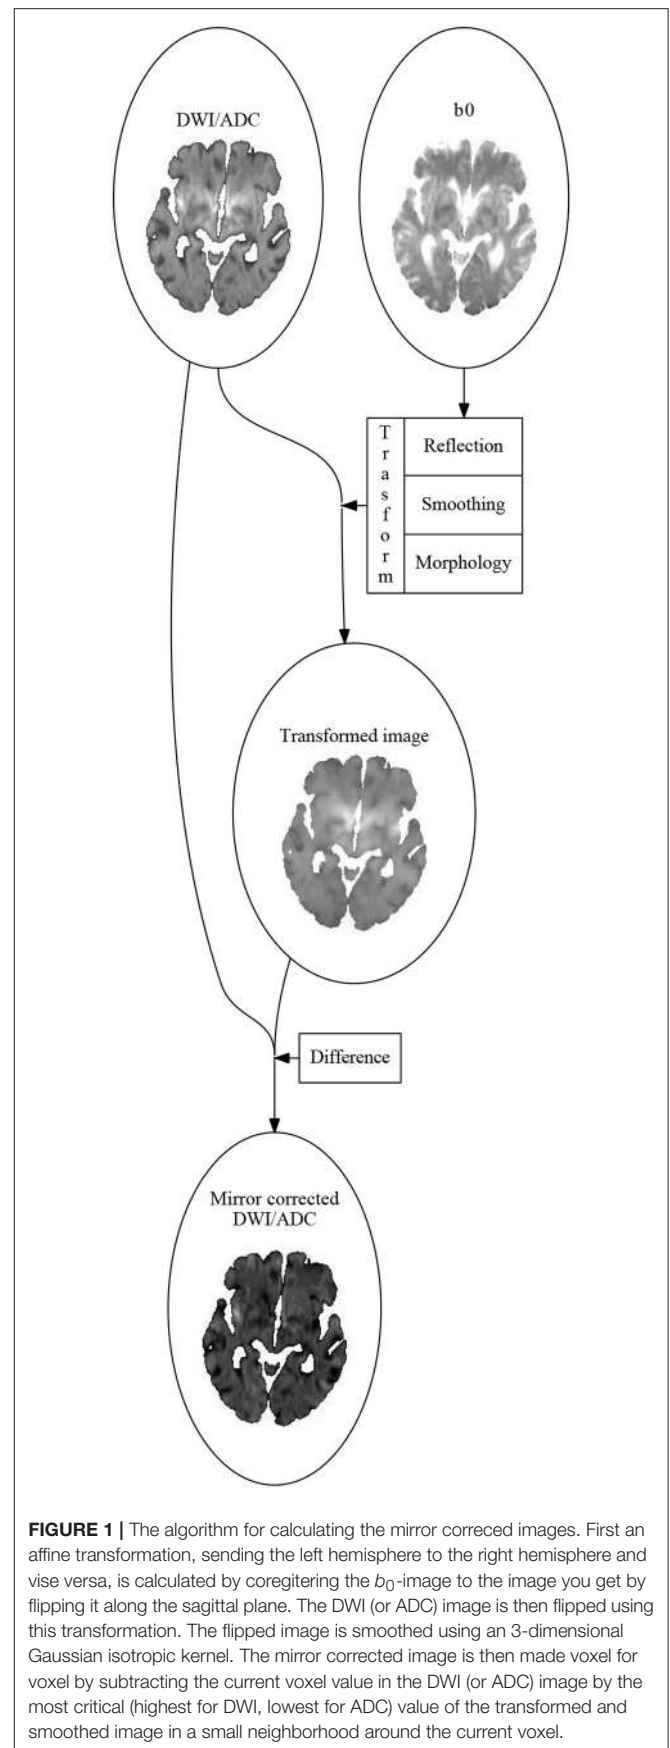 DWI/ADC
b0
Trasform
Reflection
Smoothing
Morphology
Transformed image
Difference
Mirror corrected
DWI/ADC
FIGURE 1 | The algorithm for calculating the mirror correced images. First an
affine transformation, sending the left hemisphere to the right hemisphere and
vise versa, is calculated by coregitering the b0-image to the image you get by
flipping it along the sagittal plane. The DWI (or ADC) image is then flipped using
this transformation. The flipped image is smoothed using an 3-dimensional
Gaussian isotropic kernel. The mirror corrected image is then made voxel for
voxel by subtracting the current voxel value in the DWI (or ADC) image by the
most critical (highest for DWI, lowest for ADC) value of the transformed and
smoothed image in a small neighborhood around the current voxel.